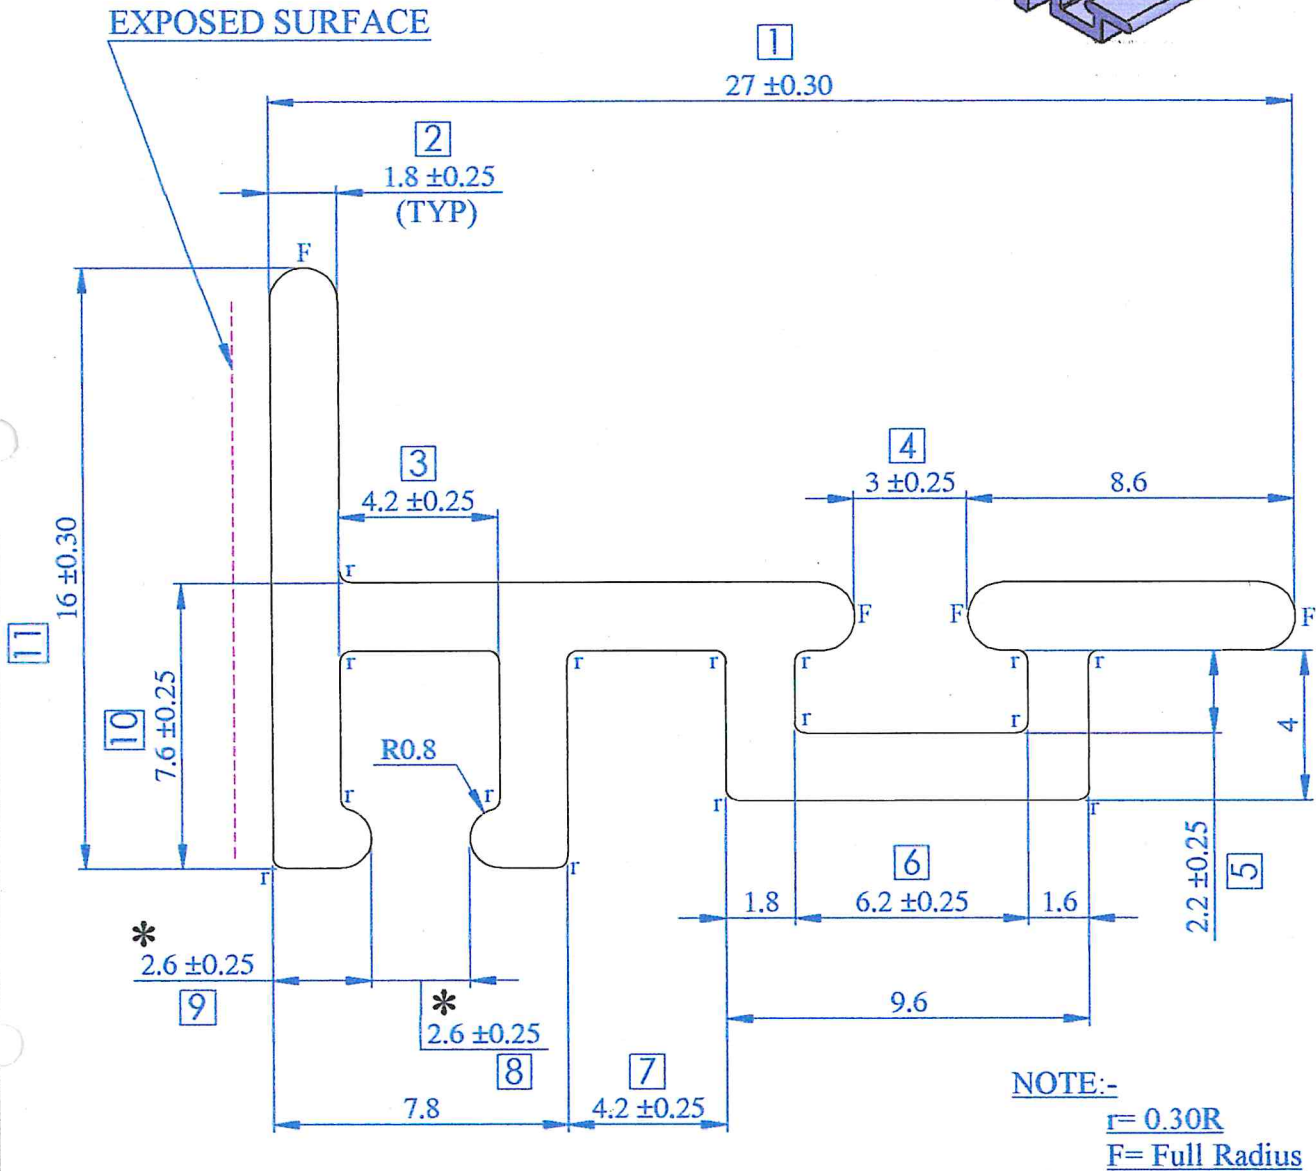 EXPOSED SURFACE
1
27 ±0.30
2
1.8 ±0.25
(TYP)
F
3
4.2 ±0.25
4
3 ±0.25
8.6
11
16 ±0.30
10
7.6 ±0.25
r
F
F
F
r
r
r
r
r
r
R0.8
r
r
r
r
4
r
r
r
r
5
2.2 ±0.25
6
1.8
6.2 ±0.25
1.6
*
2.6 ±0.25
9
*
2.6 ±0.25
8
9.6
7
7.8
4.2 ±0.25
NOTE:-
r= 0.30R
F= Full Radius